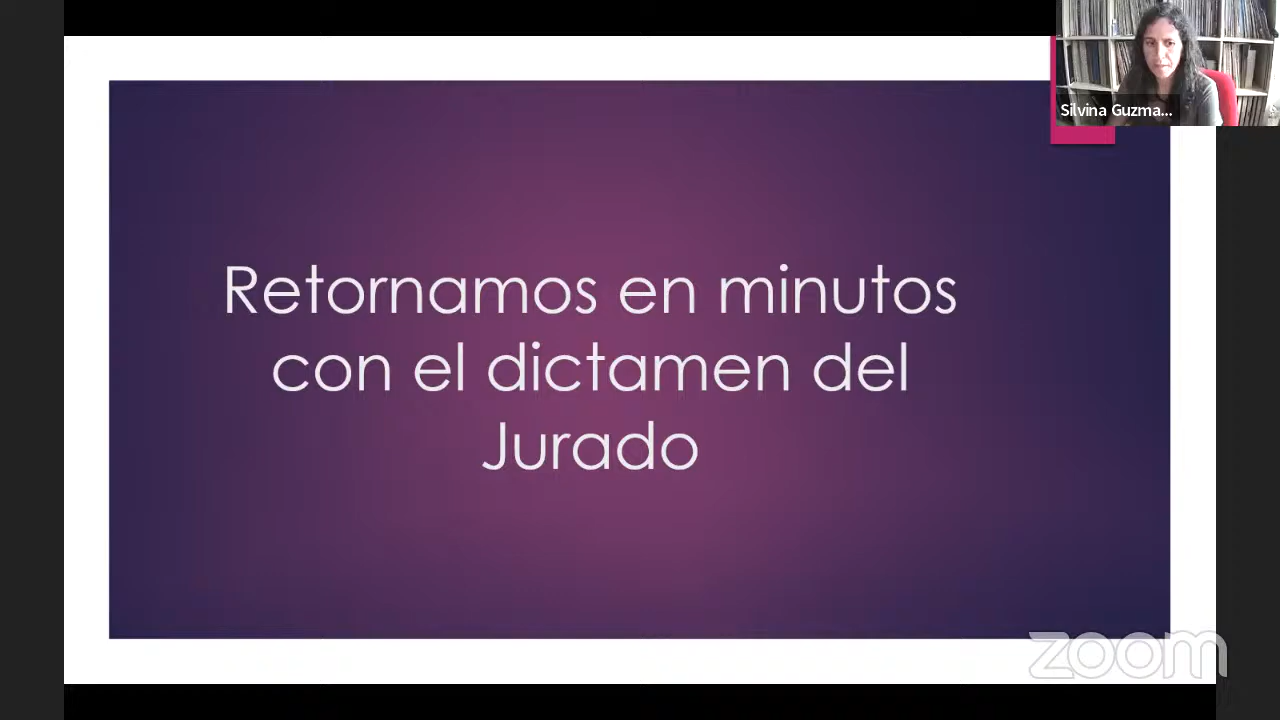 Silvina Guzma...
Retornamos en minutos
con el dictamen del
Jurado
zoom